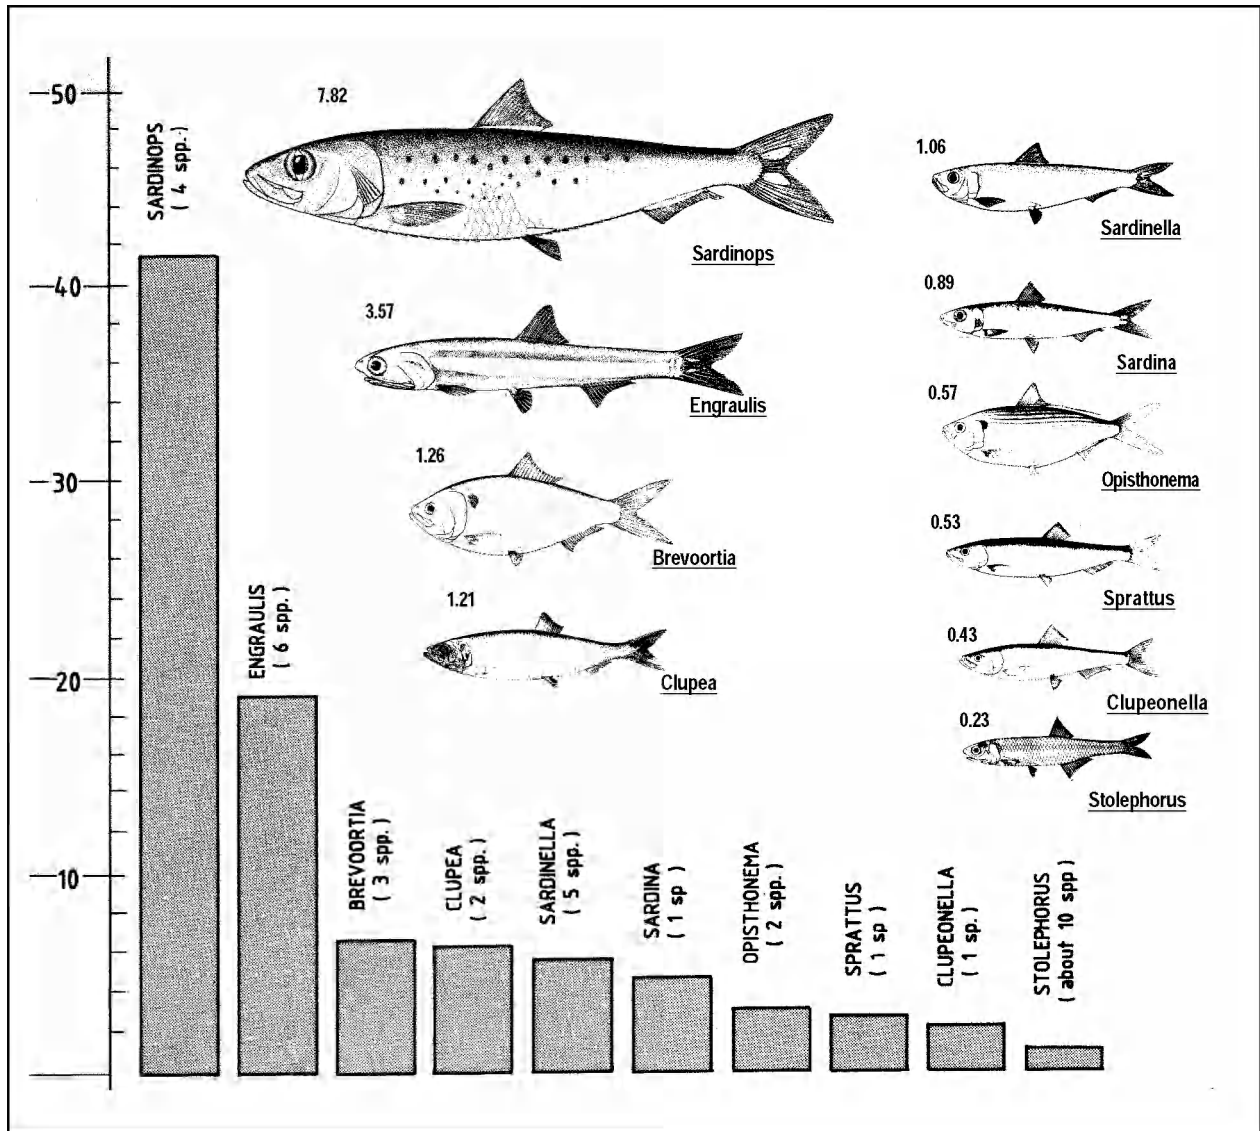 50
40
30
20
10
SARDINOPS
( 4 spp.)
ENGRAULIS
( 6 spp. )
BREVOORTIA
( 3 spp. )
CLUPEA
( 2 spp. )
SARDINELLA
( 5 spp. )
SARDINA
( 1 sp )
OPISTHONEMA
( 2 spp. )
SPRATTUS
( 1 sp )
CLUPEONELLA
( 1 sp. )
STOLEPHORUS
( about 10 spp )
7.82
Sardinops
3.57
Engraulis
1.26
Brevoortia
1.21
Clupea
1.06
Sardinella
0.89
Sardina
0.57
Opisthonema
0.53
Sprattus
0.43
Clupeonella
0.23
Stolephorus